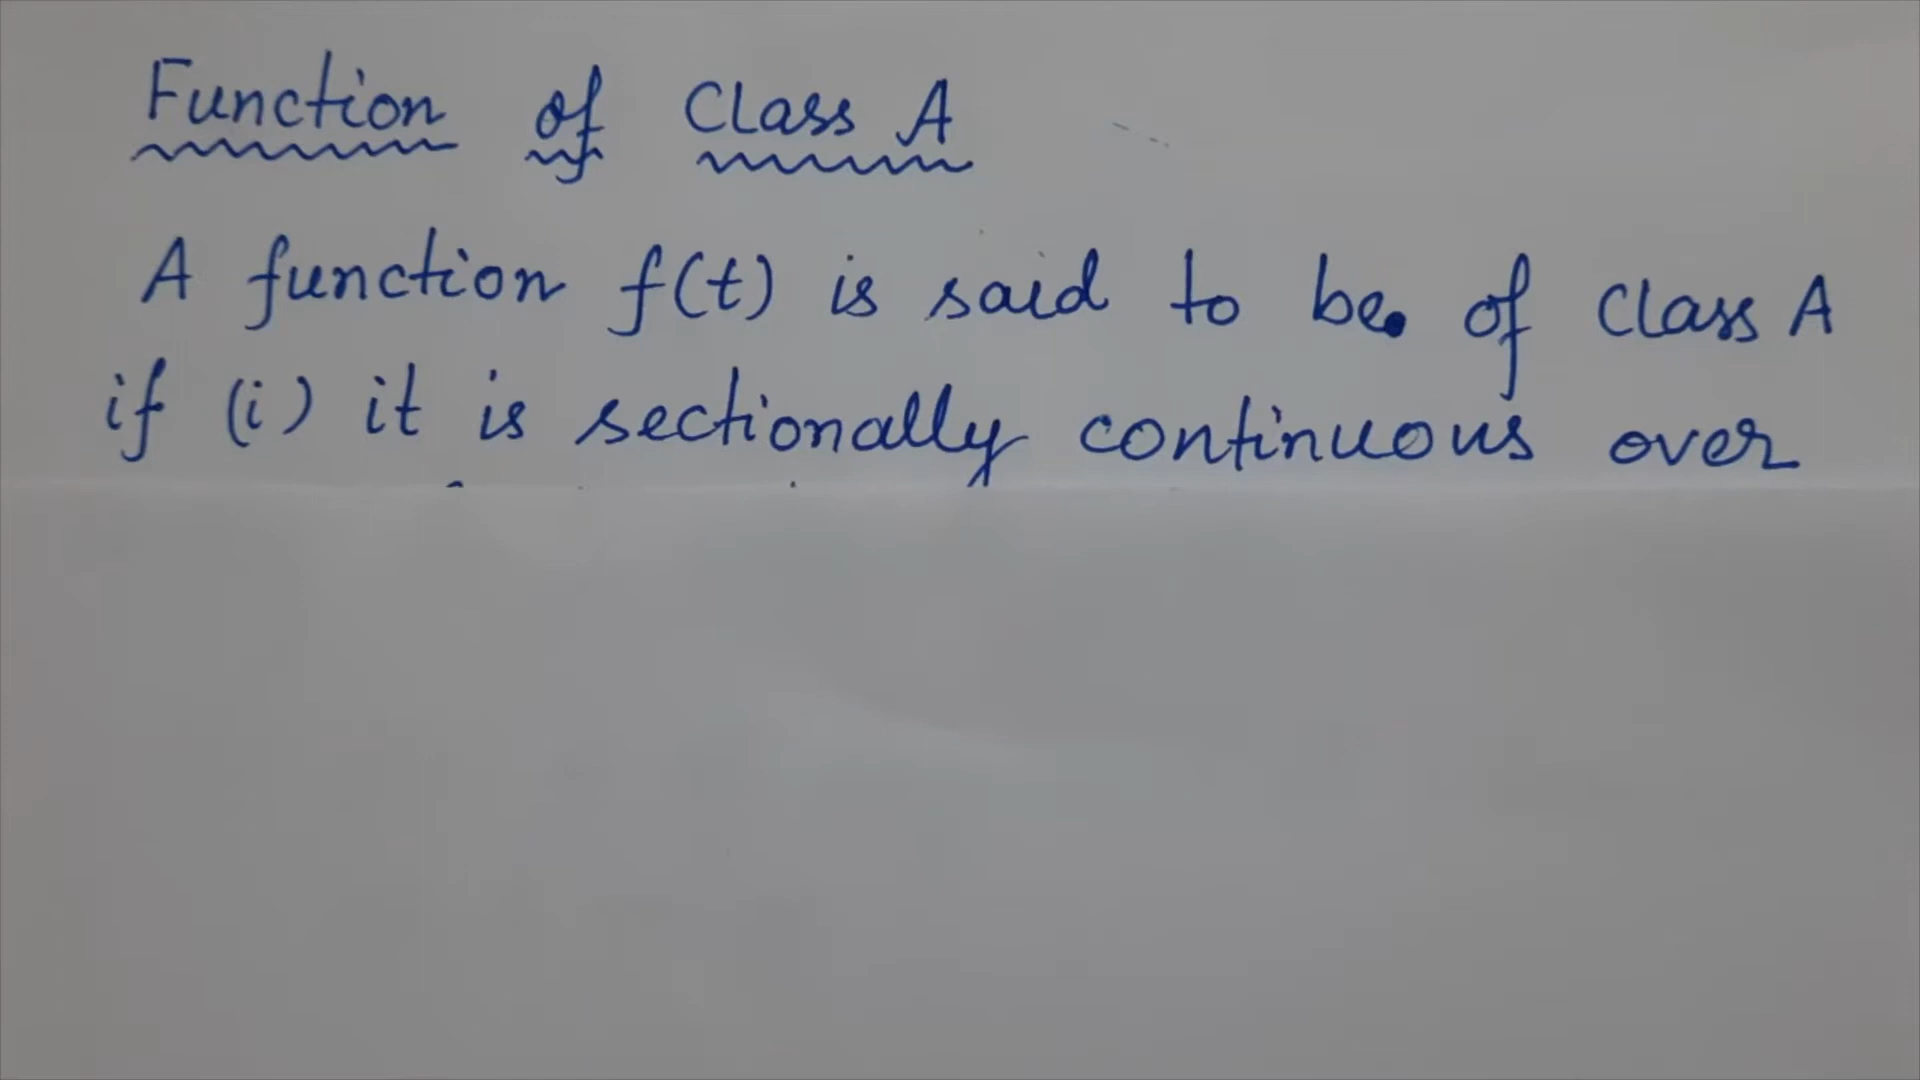 Function of Class A
A function f(t) is said to be of Class A
if (i) it is sectionally continuous over